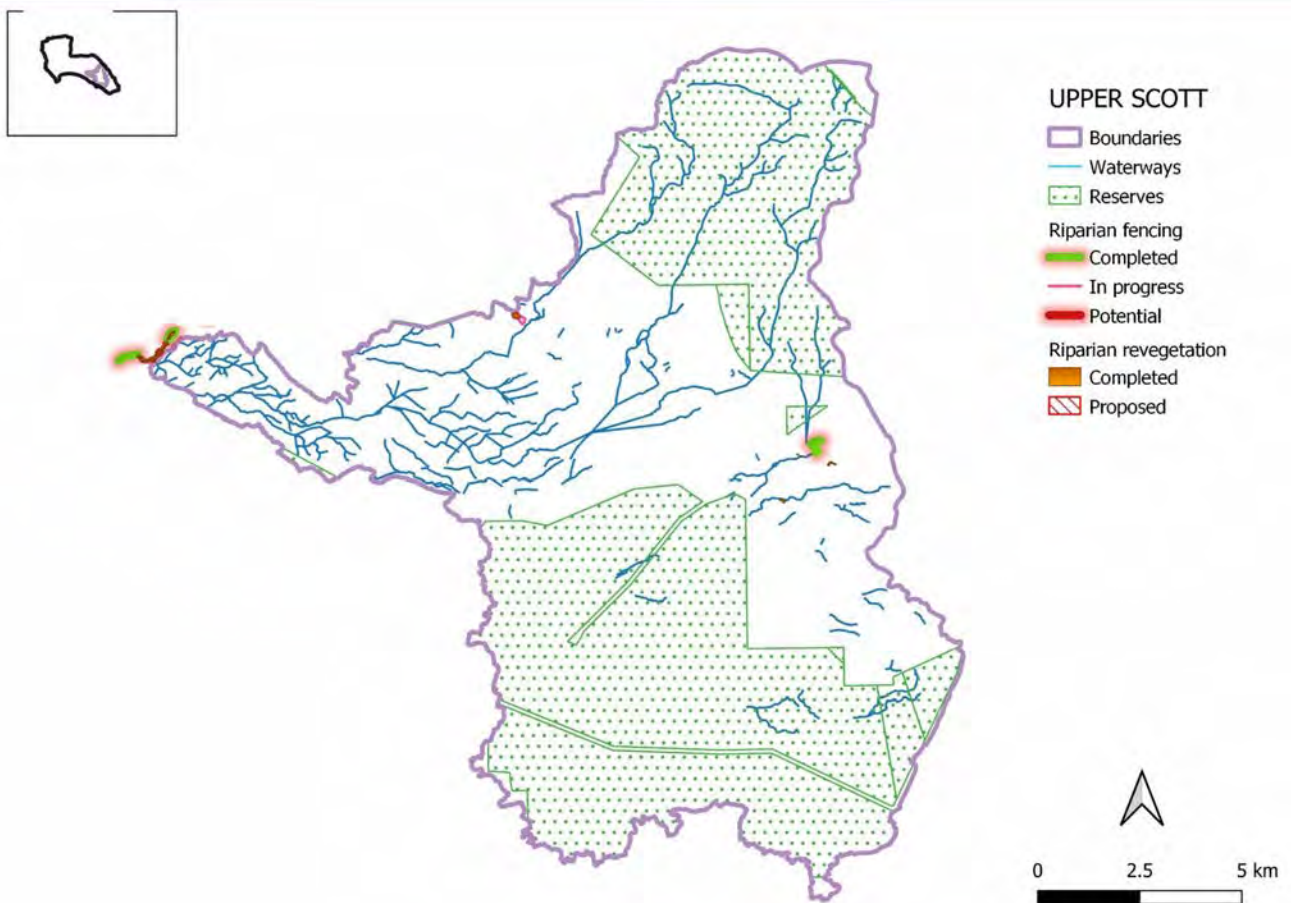 UPPER SCOTT
Boundaries
Waterways
Reserves
Riparian fencing
Completed
In progress
Potential
Riparian revegetation
Completed
Proposed
0 2.5 5 km